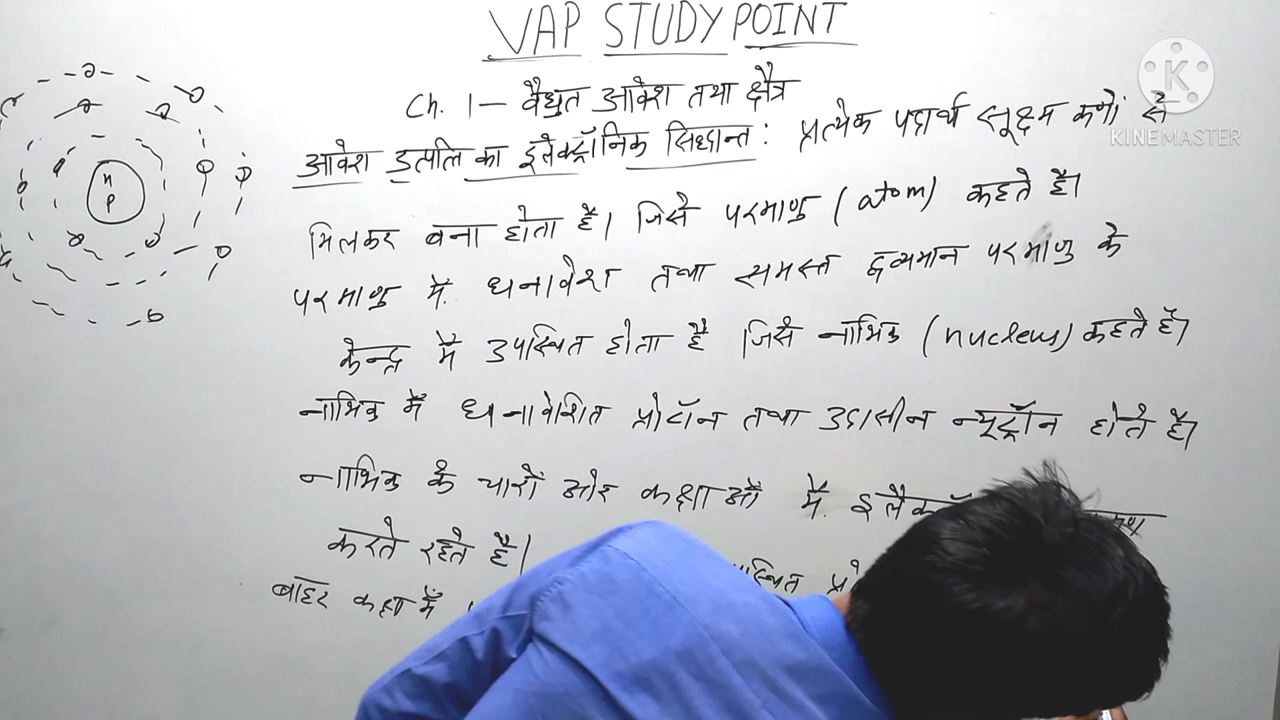 VAP STUDY POINT
Ch. 1 – वैद्युत आवेश तथा क्षेत्र
आवेश उत्पत्ति का इलेक्ट्रॉनिक सिद्धान्त : प्रत्येक पदार्थ सूक्ष्म कणों से
मिलकर बना होता है। जिसे परमाणु (atom) कहते हैं।
परमाणु में धनावेश तथा समस्त द्रव्यमान परमाणु के
केन्द्र में उपस्थित होता है जिसे नाभिक (nucleus) कहते हैं।
नाभिक में धनावेशित प्रोटॉन तथा उदासीन न्यूट्रॉन होते हैं।
नाभिक के चारों ओर कक्षाओं में
करते रहते हैं।
बाहर कक्षा में
n
p
K
KINEMASTER